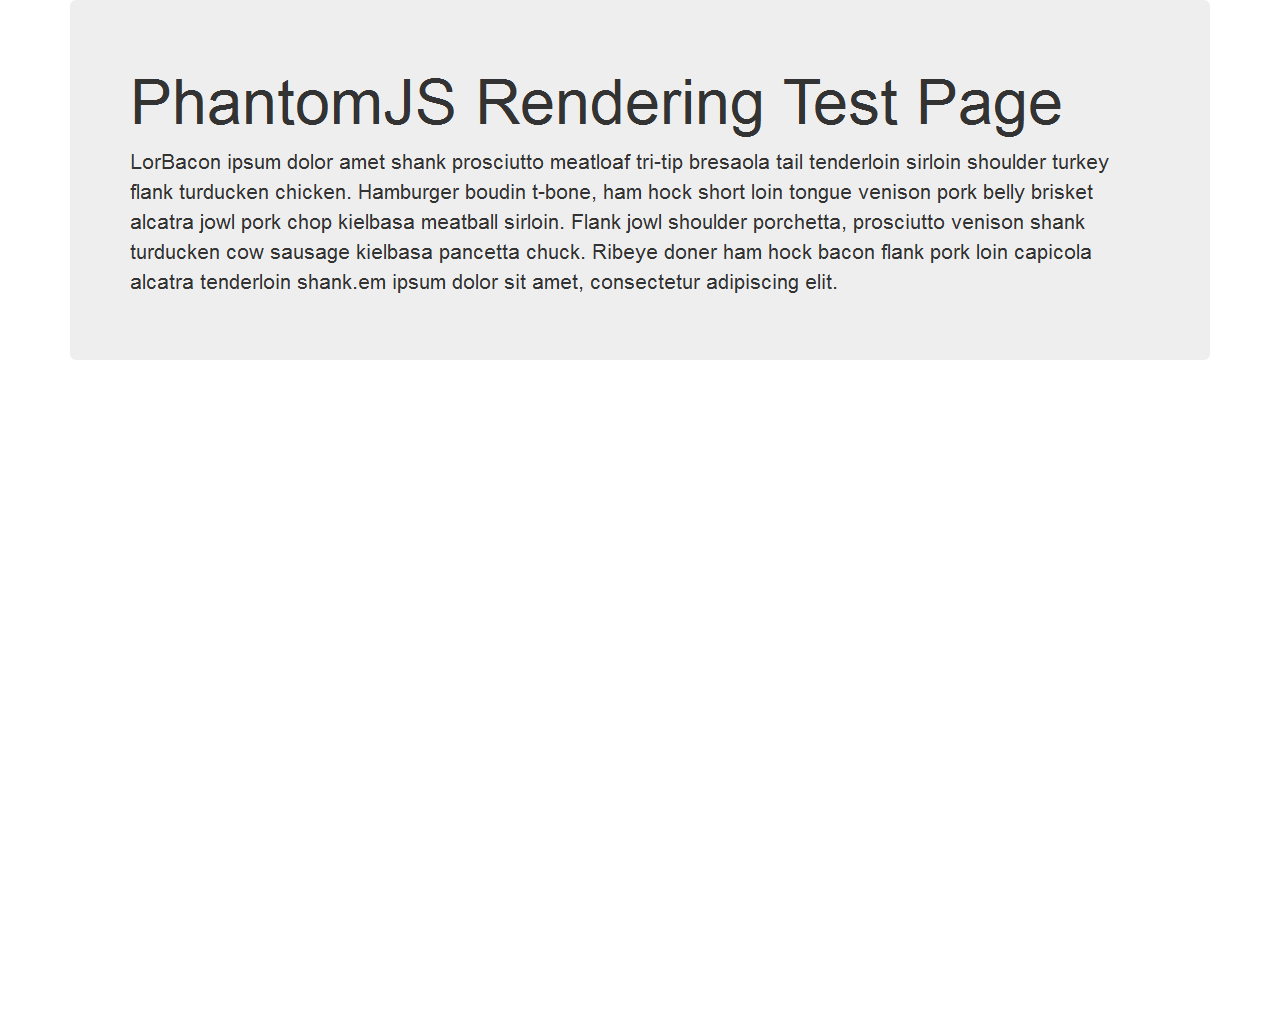 PhantomJS Rendering Test Page
LorBacon ipsum dolor amet shank prosciutto meatloaf tri-tip bresaola tail tenderloin sirloin shoulder turkey
flank turducken chicken. Hamburger boudin t-bone, ham hock short loin tongue venison pork belly brisket
alcatra jowl pork chop kielbasa meatball sirloin. Flank jowl shoulder porchetta, prosciutto venison shank
turducken cow sausage kielbasa pancetta chuck. Ribeye doner ham hock bacon flank pork loin capicola
alcatra tenderloin shank.em ipsum dolor sit amet, consectetur adipiscing elit.